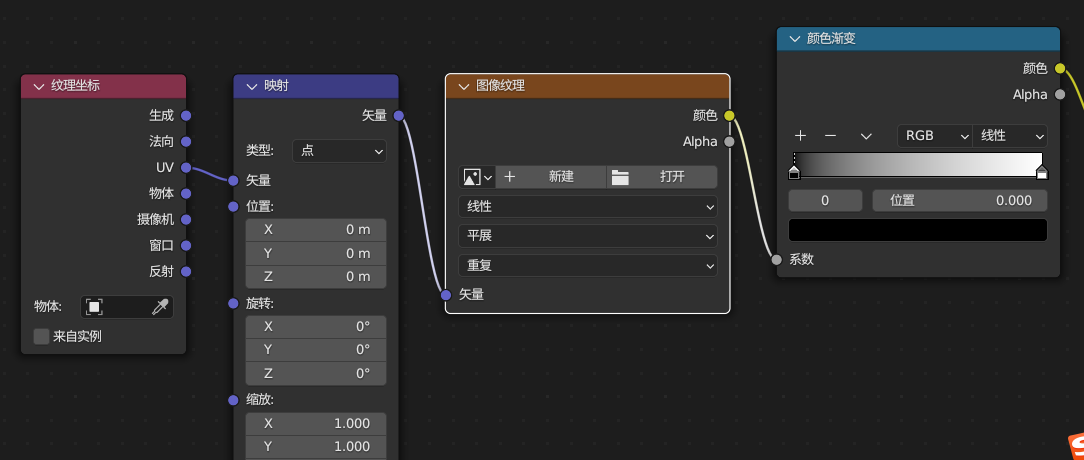 纹理坐标
生成
法向
UV
物体
摄像机
窗口
反射
物体:
来自实例
映射
矢量
类型: 点
矢量
位置:
X 0 m
Y 0 m
Z 0 m
旋转:
X 0°
Y 0°
Z 0°
缩放:
X 1.000
Y 1.000
图像纹理
颜色
Alpha
新建 打开
线性
平展
重复
矢量
颜色渐变
颜色
Alpha
RGB 线性
0 位置 0.000
系数